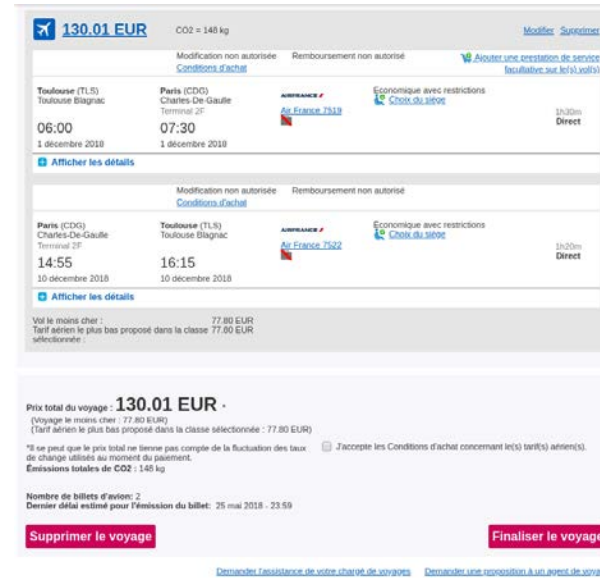 130.01 EUR CO2 = 148 kg Modifier Supprimer
Modification non autorisée Remboursement non autorisé Ajouter une prestation de service
Conditions d'achat facultative sur le(s) vol(s)
Toulouse (TLS) Paris (CDG) AIRFRANCE Economique avec restrictions
Toulouse Blagnac Charles-De-Gaulle Choix du siège
Terminal 2F Air France 7519 1h30m
06:00 07:30 Direct
1 décembre 2018 1 décembre 2018
Afficher les détails
Modification non autorisée Remboursement non autorisé
Conditions d'achat
Paris (CDG) Toulouse (TLS) AIRFRANCE Economique avec restrictions
Charles-De-Gaulle Toulouse Blagnac Choix du siège
Terminal 2F Air France 7522 1h20m
14:55 16:15 Direct
10 décembre 2018 10 décembre 2018
Afficher les détails
Vol le moins cher : 77.80 EUR
Tarif aérien le plus bas proposé dans la classe 77.80 EUR
sélectionnée :
Prix total du voyage : 130.01 EUR *
(Voyage le moins cher : 77.80 EUR)
(Tarif aérien le plus bas proposé dans la classe sélectionnée : 77.80 EUR)
*Il se peut que le prix total ne tienne pas compte de la fluctuation des taux J'accepte les Conditions d'achat concernant le(s) tarif(s) aérien(s).
de change utilisés au moment du paiement.
Émissions totales de CO2 : 148 kg
Nombre de billets d'avion: 2
Dernier délai estimé pour l'émission du billet: 25 mai 2018 - 23:59
Supprimer le voyage Finaliser le voyage
Demander l'assistance de votre chargé de voyages Demander une proposition à un agent de voya